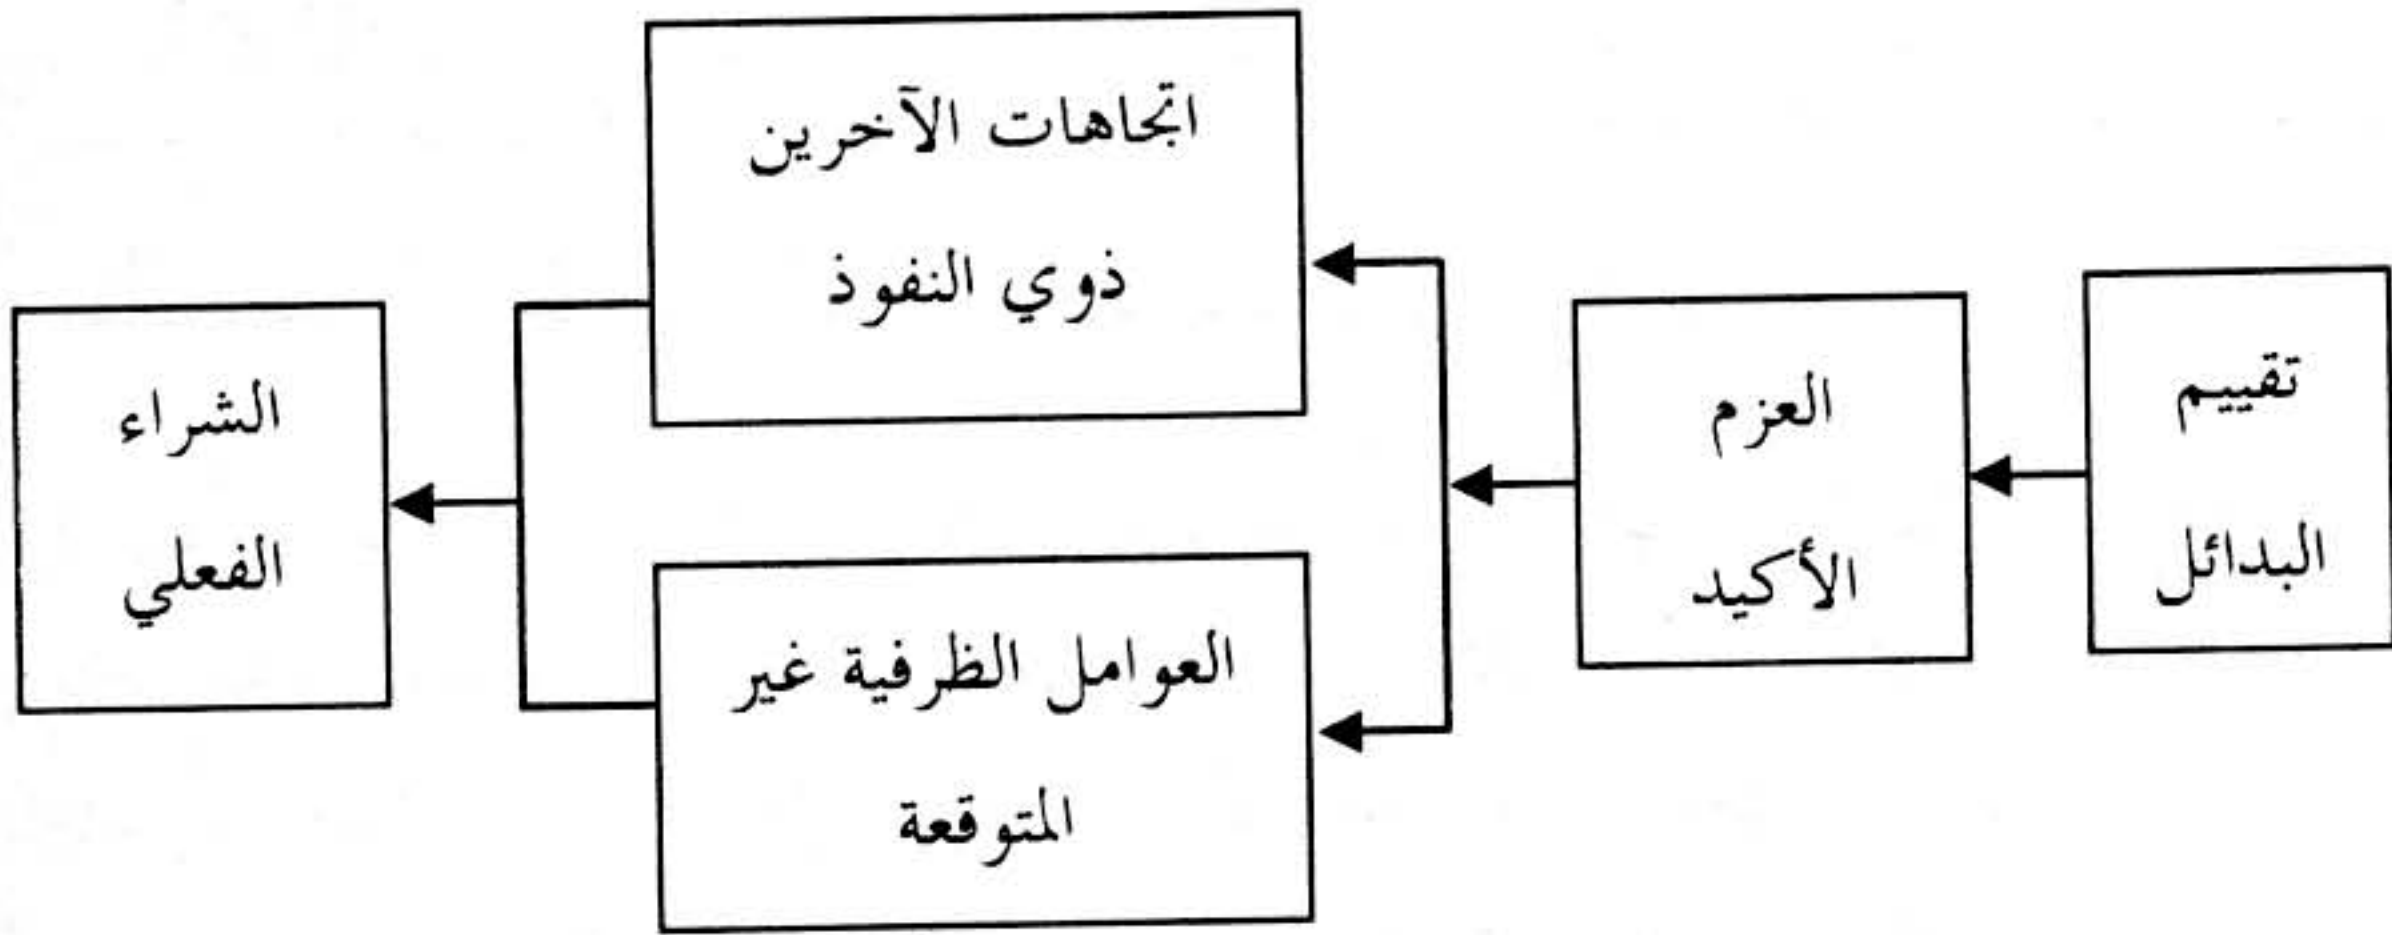 تقييم
البدائل
العزم
الأكيد
اتجاهات الآخرين
ذوي النفوذ
العوامل الظرفية غير
المتوقعة
الشراء
الفعلي